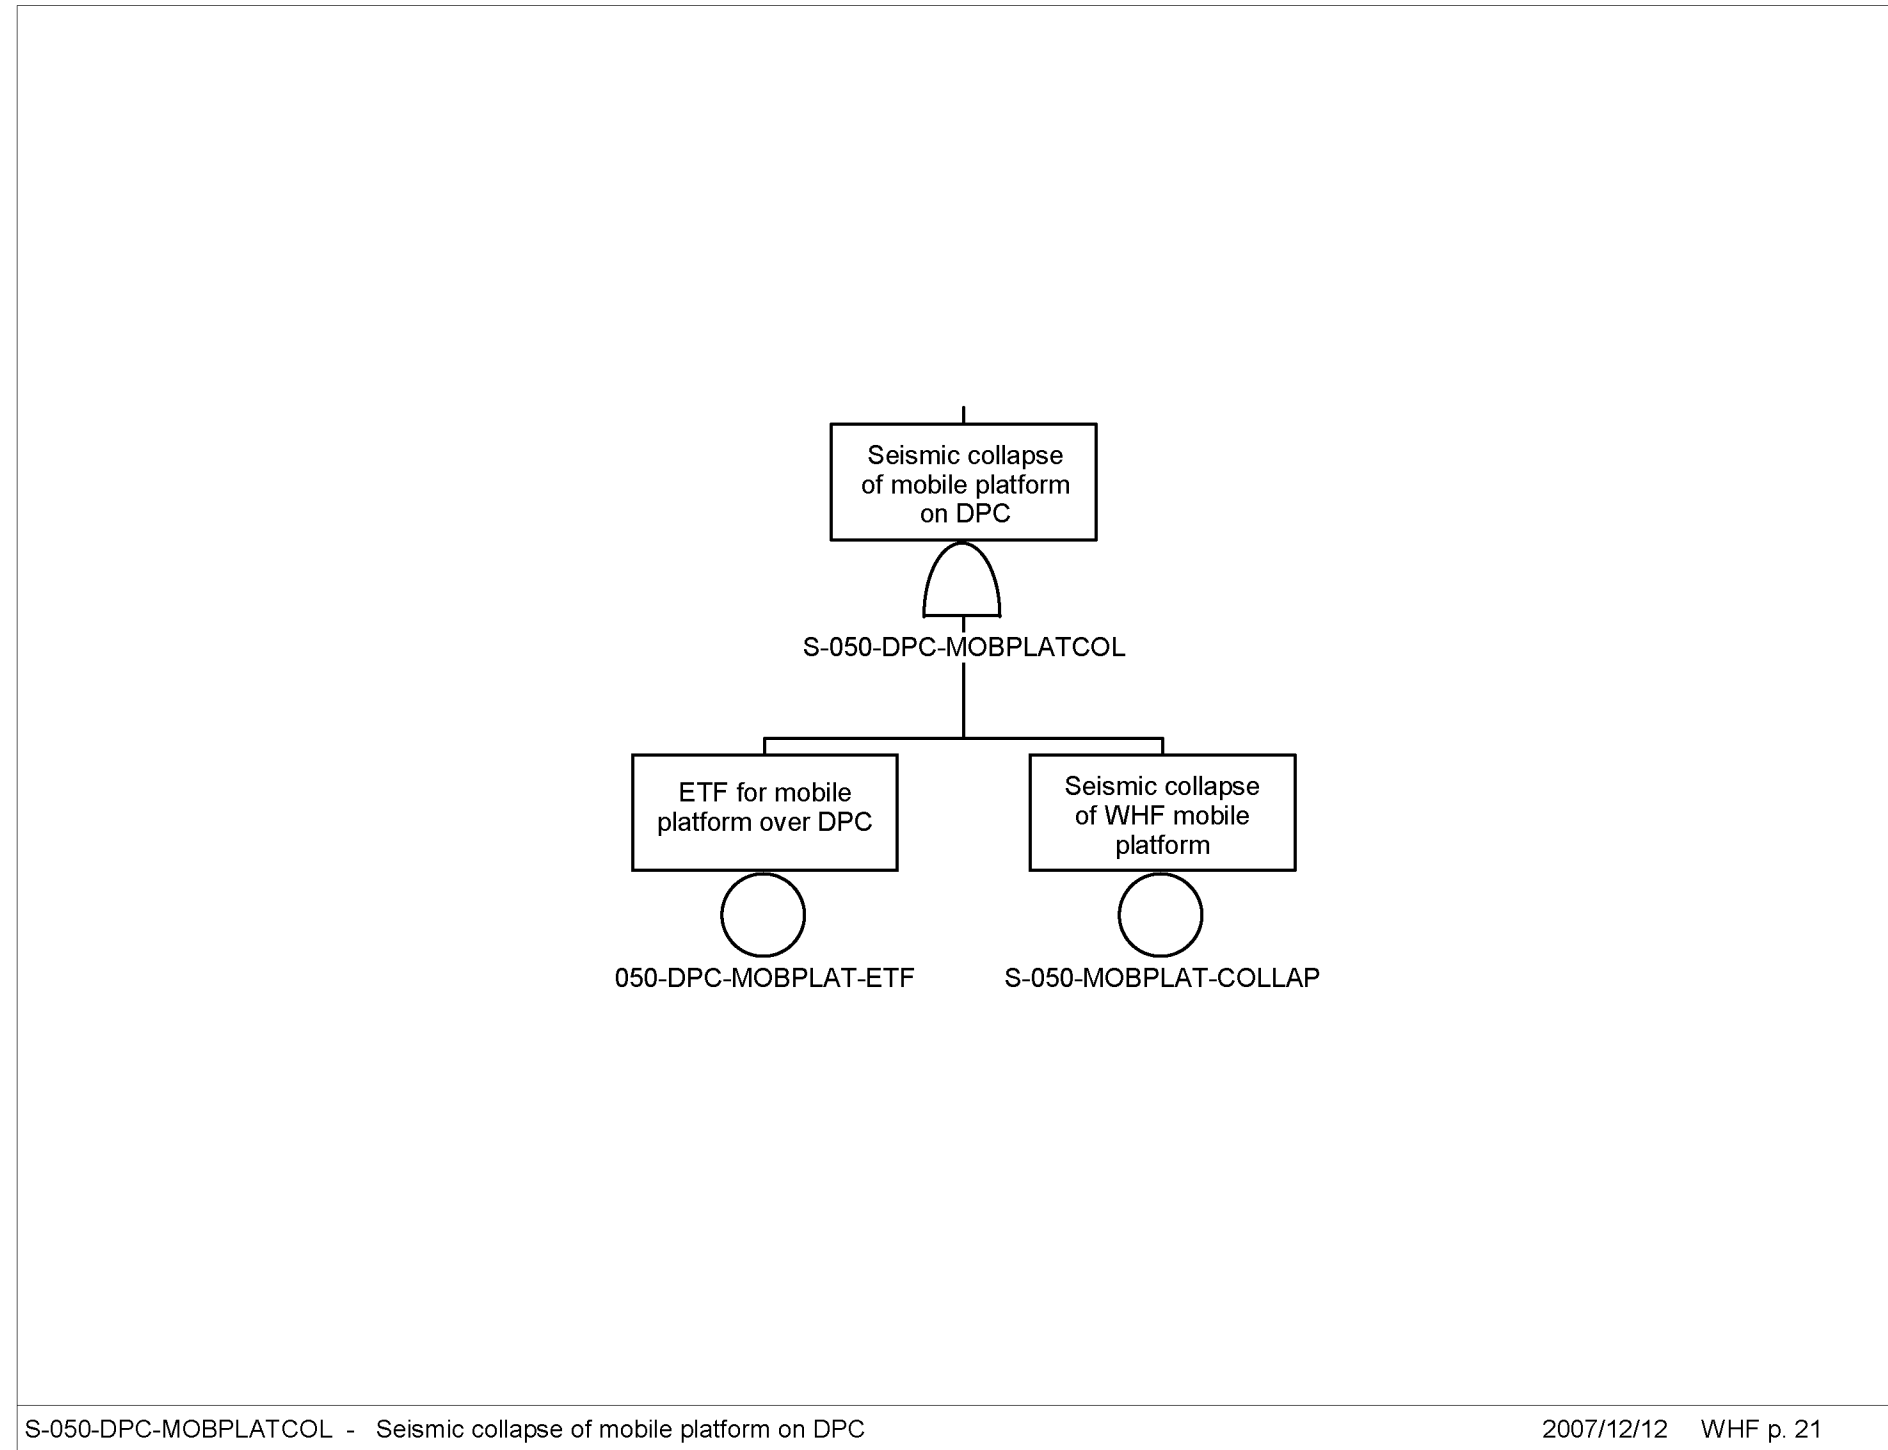 Seismic collapse
of mobile platform
on DPC
S-050-DPC-MOBPLATCOL
ETF for mobile
platform over DPC
050-DPC-MOBPLAT-ETF
Seismic collapse
of WHF mobile
platform
S-050-MOBPLAT-COLLAP
S-050-DPC-MOBPLATCOL - Seismic collapse of mobile platform on DPC 2007/12/12 WHF p. 21